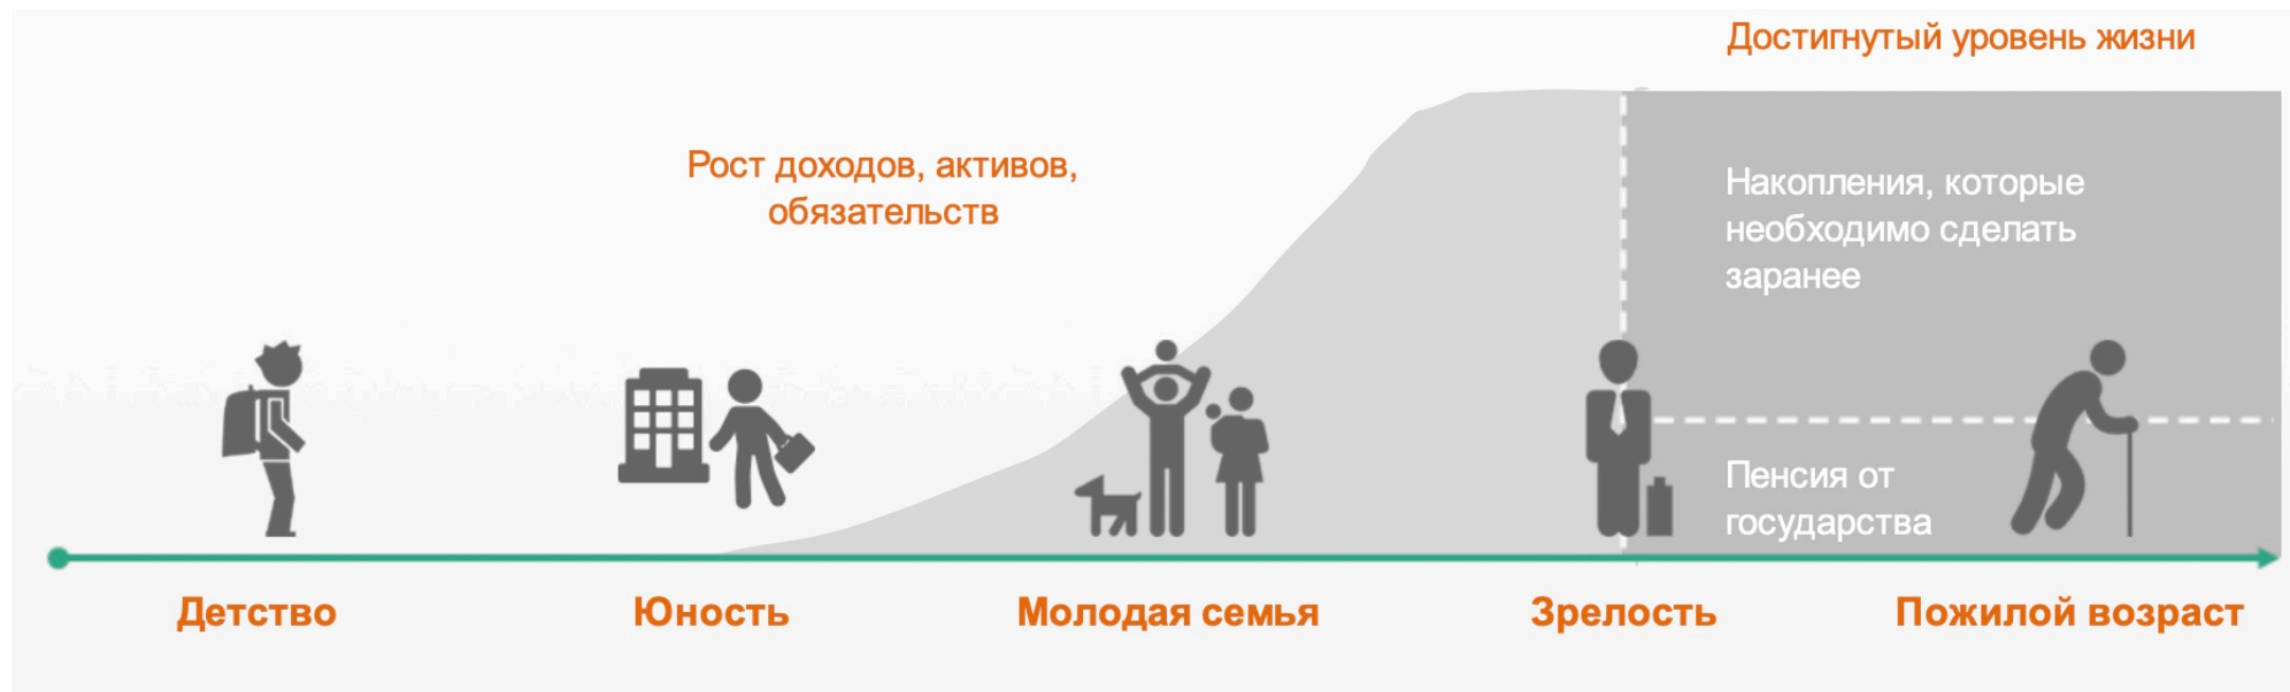 Достигнутый уровень жизни
Рост доходов, активов,
обязательств
Накопления, которые
необходимо сделать
заранее
Пенсия от
государства
Детство
Юность
Молодая семья
Зрелость
Пожилой возраст